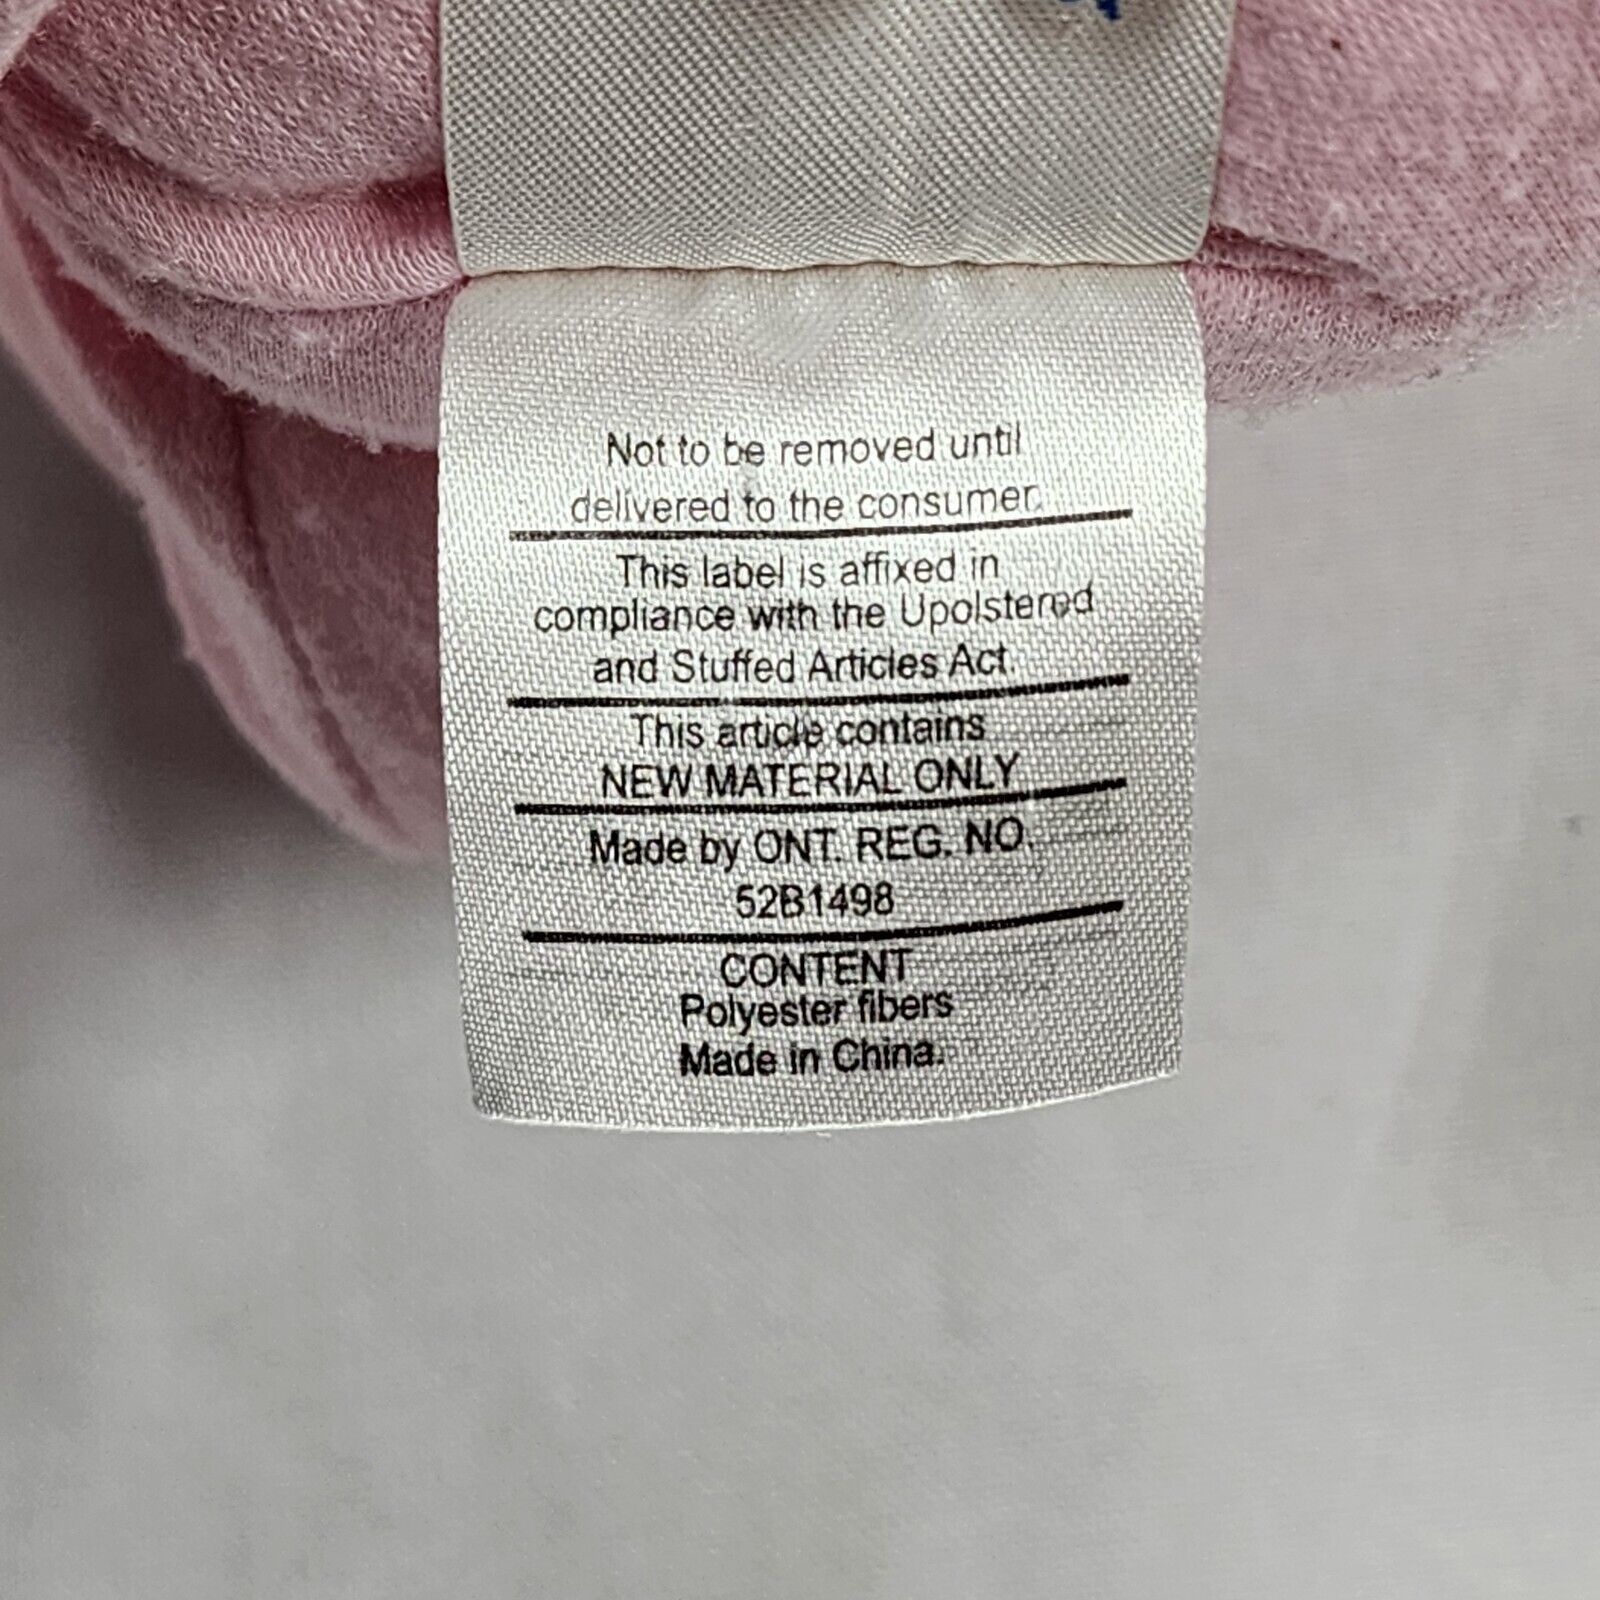 Not to be removed until
delivered to the consumer.
This label is affixed in
compliance with the Upolstered
and Stuffed Articles Act.
This article contains
NEW MATERIAL ONLY
Made by ONT. REG. NO.
52B1498
CONTENT
Polyester fibers
Made in China.